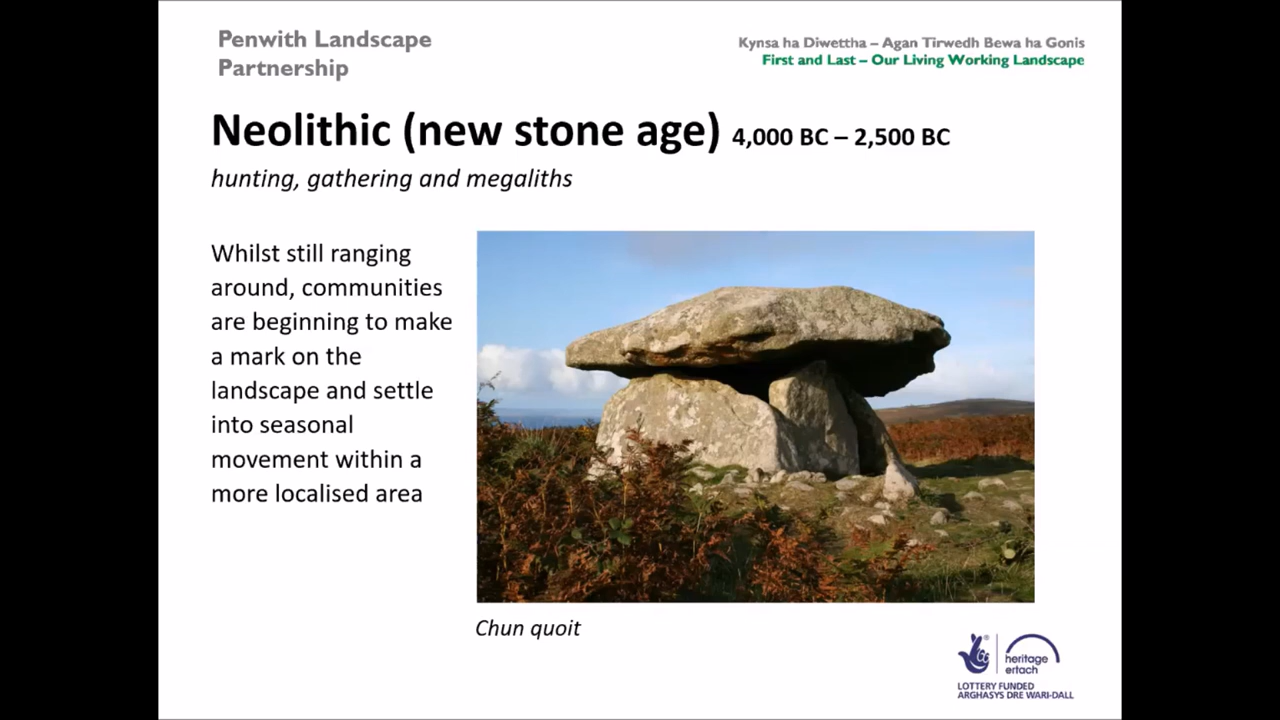 Penwith Landscape
Partnership
Kynsa ha Diwettha – Agan Tirwedh Bewa ha Gonis
First and Last – Our Living Working Landscape
Neolithic (new stone age) 4,000 BC – 2,500 BC
hunting, gathering and megaliths
Whilst still ranging
around, communities
are beginning to make
a mark on the
landscape and settle
into seasonal
movement within a
more localised area
Chun quoit
heritage
ertach
LOTTERY FUNDED
ARGHASYS DRE WARI-DALL